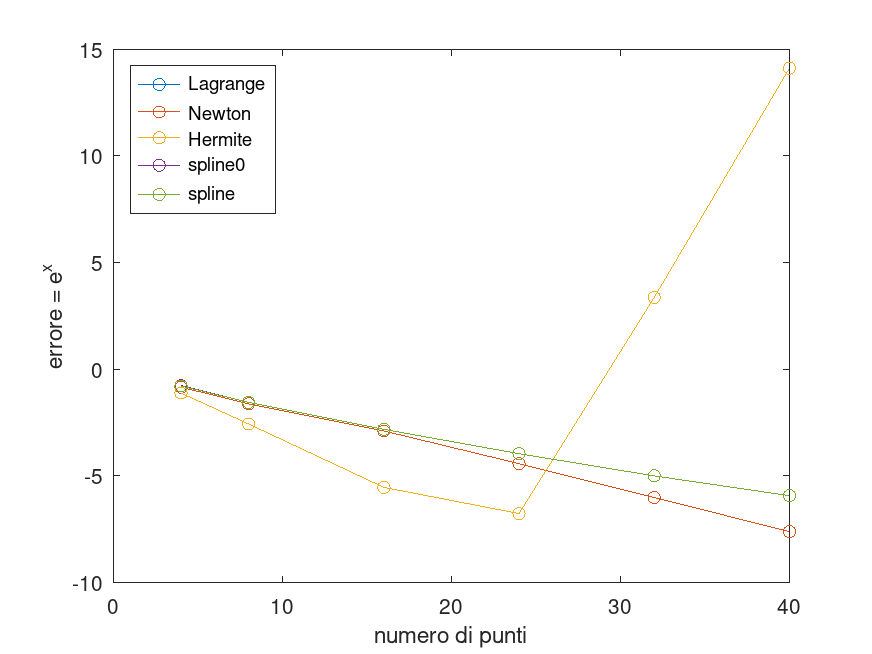 15
10
5
0
-5
-10
0
10
20
30
40
numero di punti
errore = e^x
Lagrange
Newton
Hermite
spline0
spline